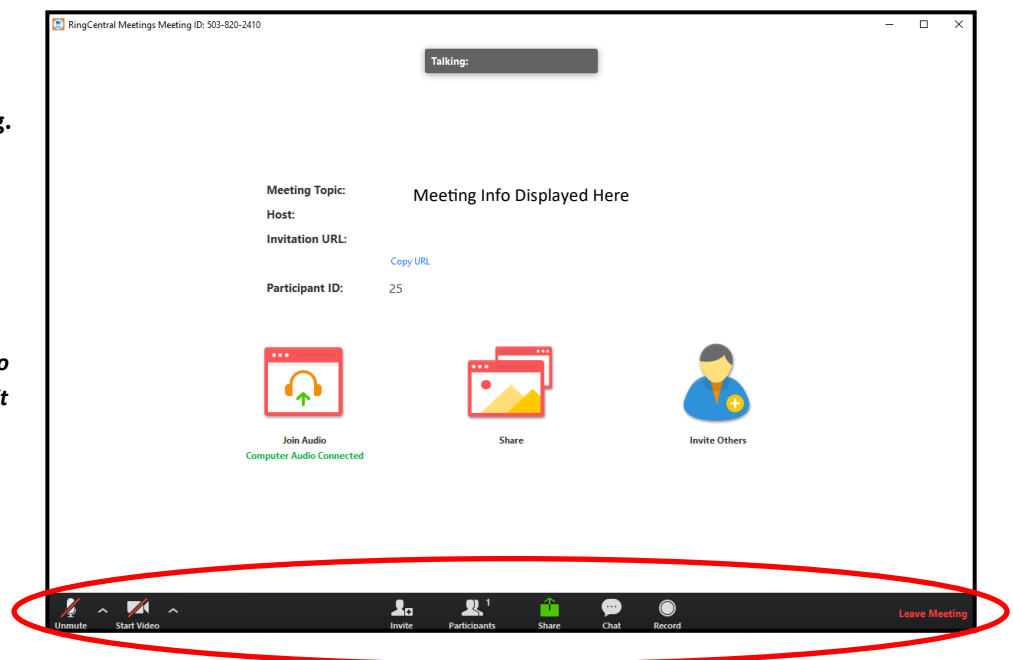 RingCentral Meetings Meeting ID: 503-820-2410
Talking:
g.
Meeting Topic:
Meeting Info Displayed Here
Host:
Invitation URL:
Copy URL
Participant ID: 25
o
it
Join Audio
Computer Audio Connected
Share
Invite Others
1
Unmute
Start Video
Invite
Participants
Share
Chat
Record
Leave Meeting